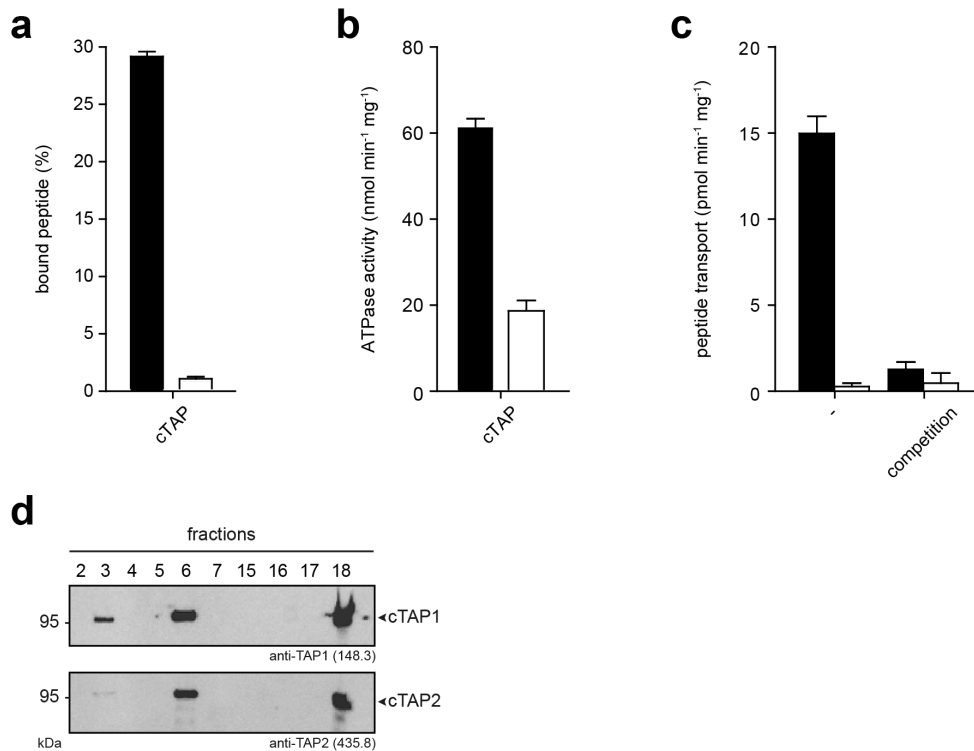 a
30
25
20
15
10
5
0
bound peptide (%)
cTAP
b
80
60
40
20
0
ATPase activity (nmol min⁻¹ mg⁻¹)
cTAP
c
20
15
10
5
0
peptide transport (pmol min⁻¹ mg⁻¹)
-
competition
d
fractions
2 3 4 5 6 7 15 16 17 18
95
◄cTAP1
anti-TAP1 (148.3)
95
◄cTAP2
kDa
anti-TAP2 (435.8)